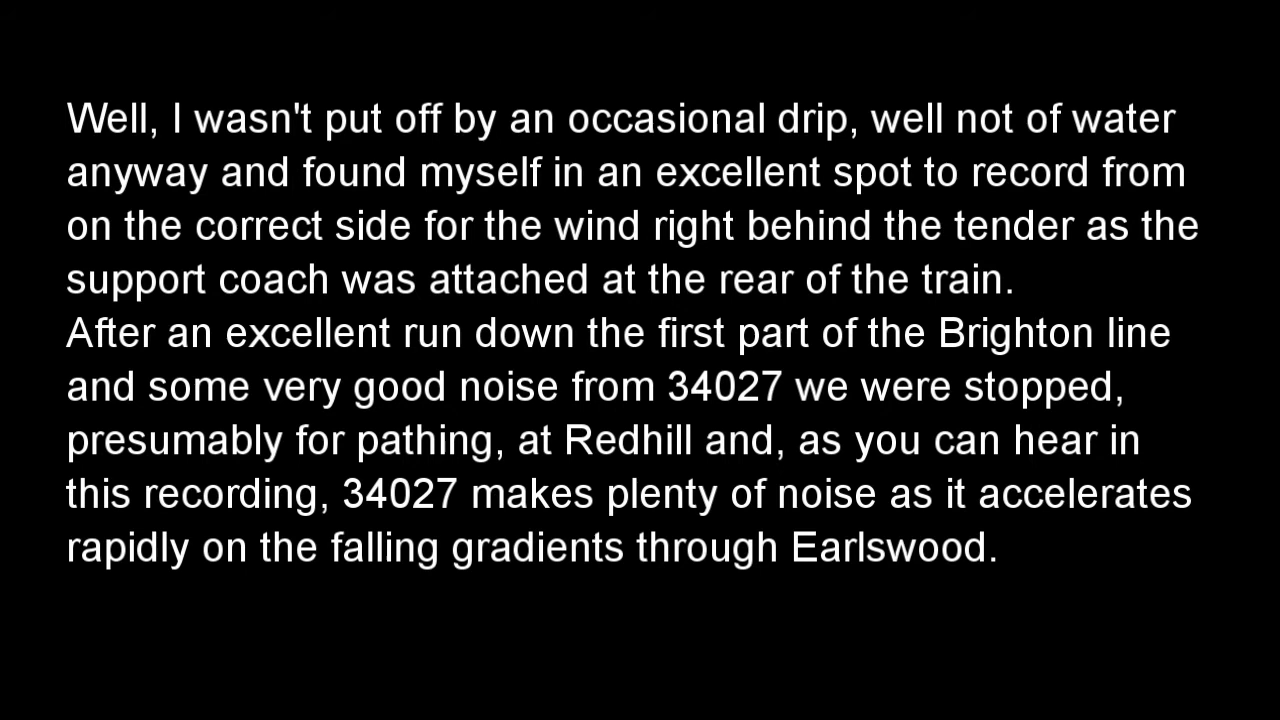 Well, I wasn't put off by an occasional drip, well not of water
anyway and found myself in an excellent spot to record from
on the correct side for the wind right behind the tender as the
support coach was attached at the rear of the train.
After an excellent run down the first part of the Brighton line
and some very good noise from 34027 we were stopped,
presumably for pathing, at Redhill and, as you can hear in
this recording, 34027 makes plenty of noise as it accelerates
rapidly on the falling gradients through Earlswood.